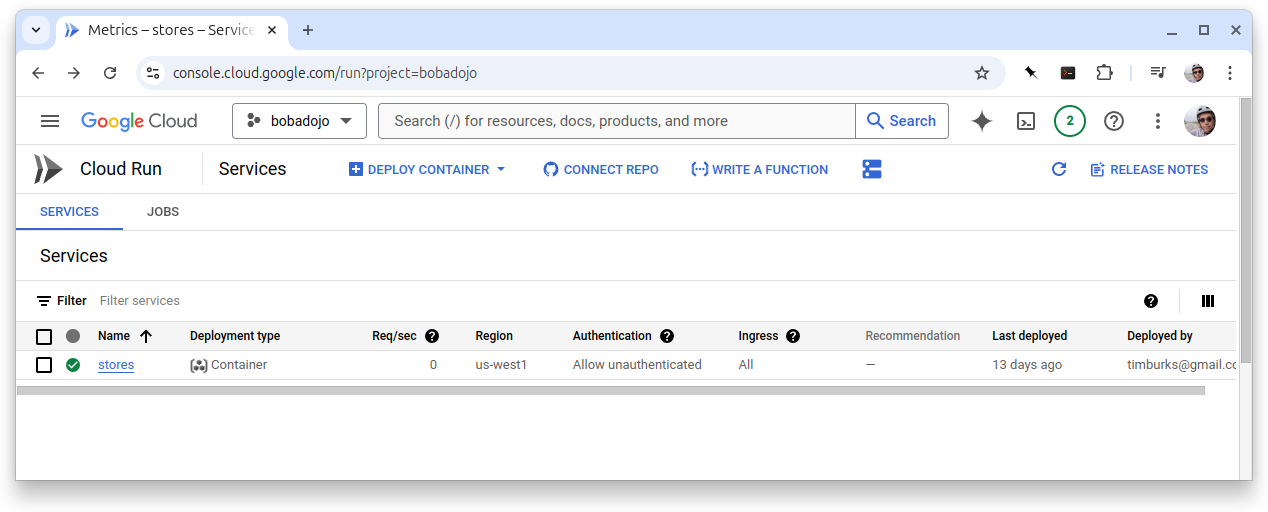 Metrics – stores – Service
console.cloud.google.com/run?project=bobadojo
Google Cloud bobadojo Search (/) for resources, docs, products, and more Search 2
Cloud Run Services DEPLOY CONTAINER CONNECT REPO WRITE A FUNCTION RELEASE NOTES
SERVICES JOBS
Services
Filter Filter services
Name Deployment type Req/sec Region Authentication Ingress Recommendation Last deployed Deployed by
stores Container 0 us-west1 Allow unauthenticated All — 13 days ago timburks@gmail.co